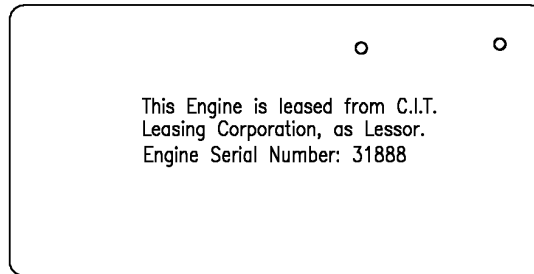 This Engine is leased from C.I.T.
Leasing Corporation, as Lessor.
Engine Serial Number: 31888